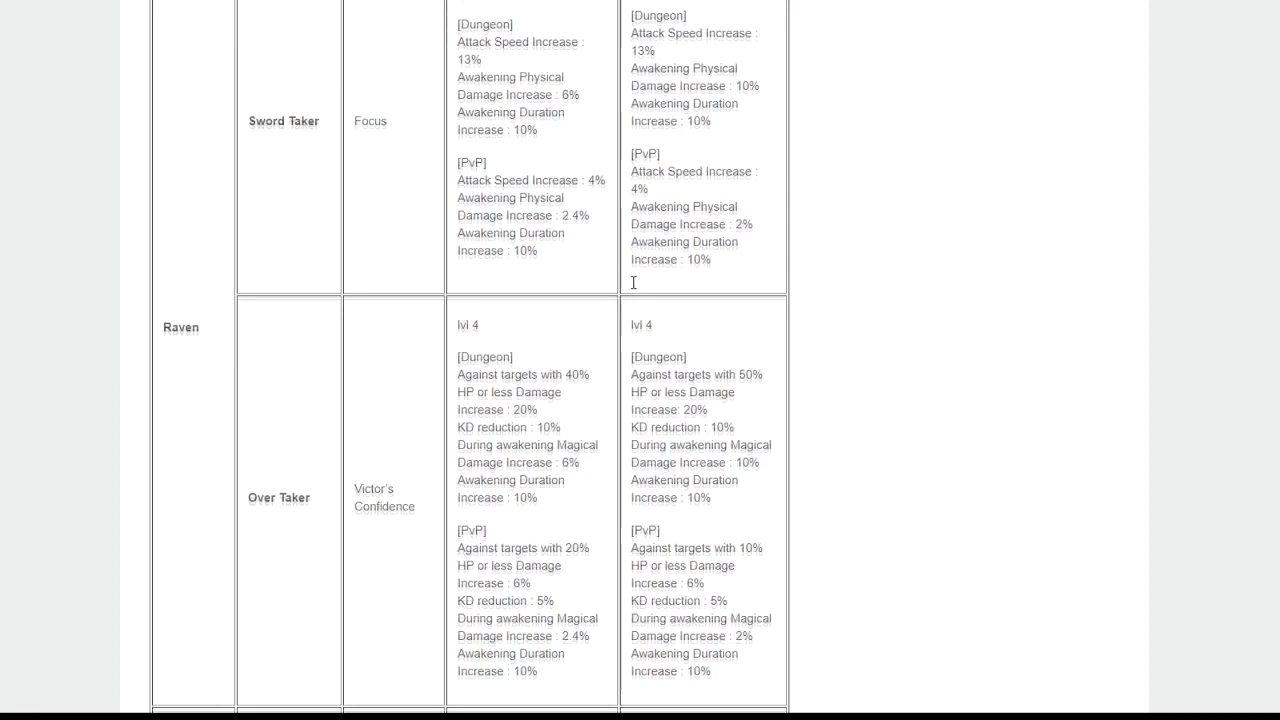 Raven
Sword Taker
Focus
[Dungeon]
Attack Speed Increase :
13%
Awakening Physical
Damage Increase : 6%
Awakening Duration
Increase : 10%
[PvP]
Attack Speed Increase : 4%
Awakening Physical
Damage Increase : 2.4%
Awakening Duration
Increase : 10%
[Dungeon]
Attack Speed Increase :
13%
Awakening Physical
Damage Increase : 10%
Awakening Duration
Increase : 10%
[PvP]
Attack Speed Increase :
4%
Awakening Physical
Damage Increase : 2%
Awakening Duration
Increase : 10%
Over Taker
Victor's
Confidence
lvl 4
[Dungeon]
Against targets with 40%
HP or less Damage
Increase : 20%
KD reduction : 10%
During awakening Magical
Damage Increase : 6%
Awakening Duration
Increase : 10%
[PvP]
Against targets with 20%
HP or less Damage
Increase : 6%
KD reduction : 5%
During awakening Magical
Damage Increase : 2.4%
Awakening Duration
Increase : 10%
lvl 4
[Dungeon]
Against targets with 50%
HP or less Damage
Increase: 20%
KD reduction : 10%
During awakening Magical
Damage Increase : 10%
Awakening Duration
Increase : 10%
[PvP]
Against targets with 10%
HP or less Damage
Increase : 6%
KD reduction : 5%
During awakening Magical
Damage Increase : 2%
Awakening Duration
Increase : 10%